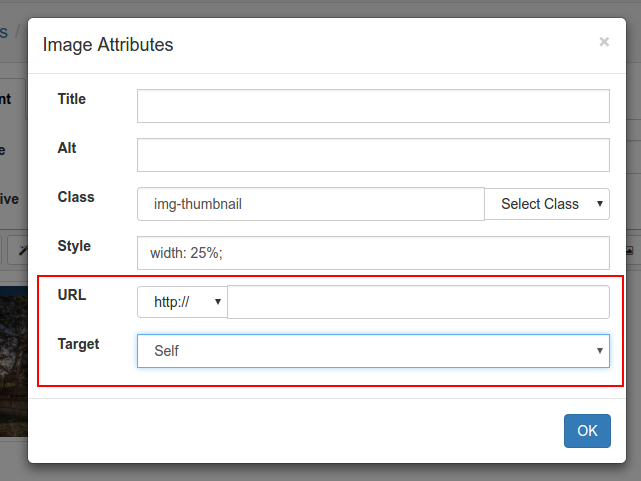 s /
Image Attributes ×
nt
Title
Alt
e
Class img-thumbnail Select Class
ive
Style width: 25%;
URL http://
Target Self
OK